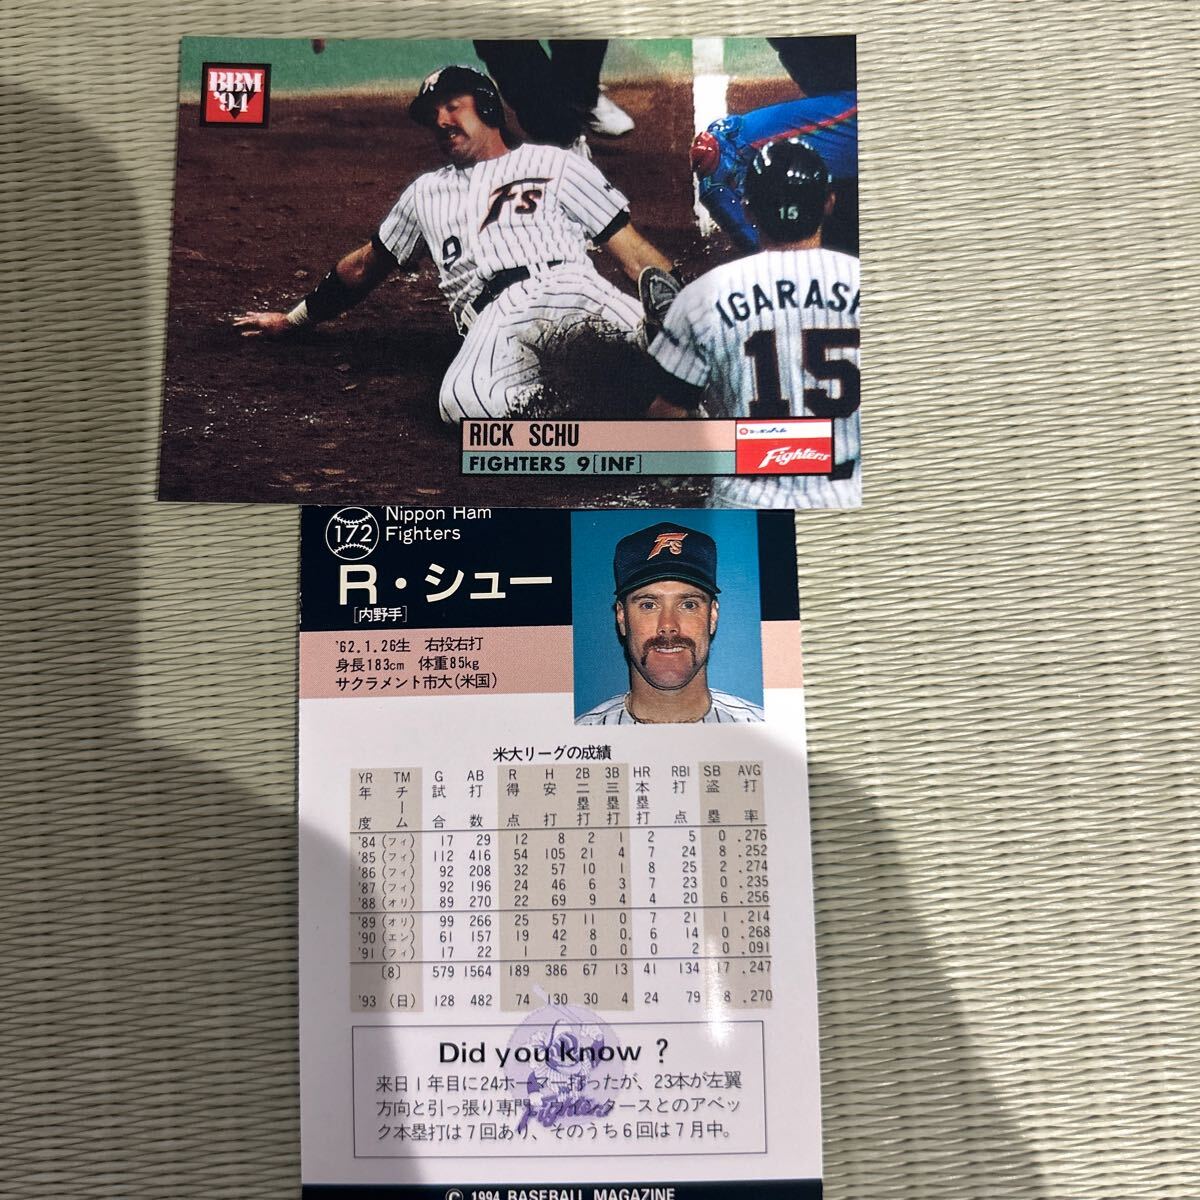 BBM
'94
Fs
9
15
IGARASA
15
RICK SCHU
FIGHTERS 9[INF]
Fighters
172
Nippon Ham
Fighters
R・シュー
[内野手]
Fs
'62.1.26生 右投右打
身長183cm 体重85kg
サクラメント市大(米国)
米大リーグの成績
YR TM G AB R H 2B 3B HR RBI SB AVG
年度 チーム 試合 打数 得点 安打 二塁打 三塁打 本塁打 打点 盗塁 打率
'84 (フィ) 17 29 12 8 2 1 2 5 0 .276
'85 (フィ) 112 416 54 105 21 4 7 24 8 .252
'86 (フィ) 92 208 32 57 10 1 8 25 2 .274
'87 (フィ) 92 196 24 46 6 3 7 23 0 .235
'88 (オリ) 89 270 22 69 9 4 4 20 6 .256
'89 (オリ) 99 266 25 57 11 0 7 21 1 .214
'90 (エン) 61 157 19 42 8 0 6 14 0 .268
'91 (フィ) 17 22 1 2 0 0 0 2 0 .091
[8] 579 1564 189 386 67 13 41 134 17 .247
'93 (日) 128 482 74 130 30 4 24 79 8 .270
Did you know ?
来日1年目に24ホーマー打ったが、23本が左翼
方向と引っ張り専門。ウインタースとのアベッ
ク本塁打は7回あり、そのうち6回は7月中。
Fighters
© 1994 BASEBALL MAGAZINE